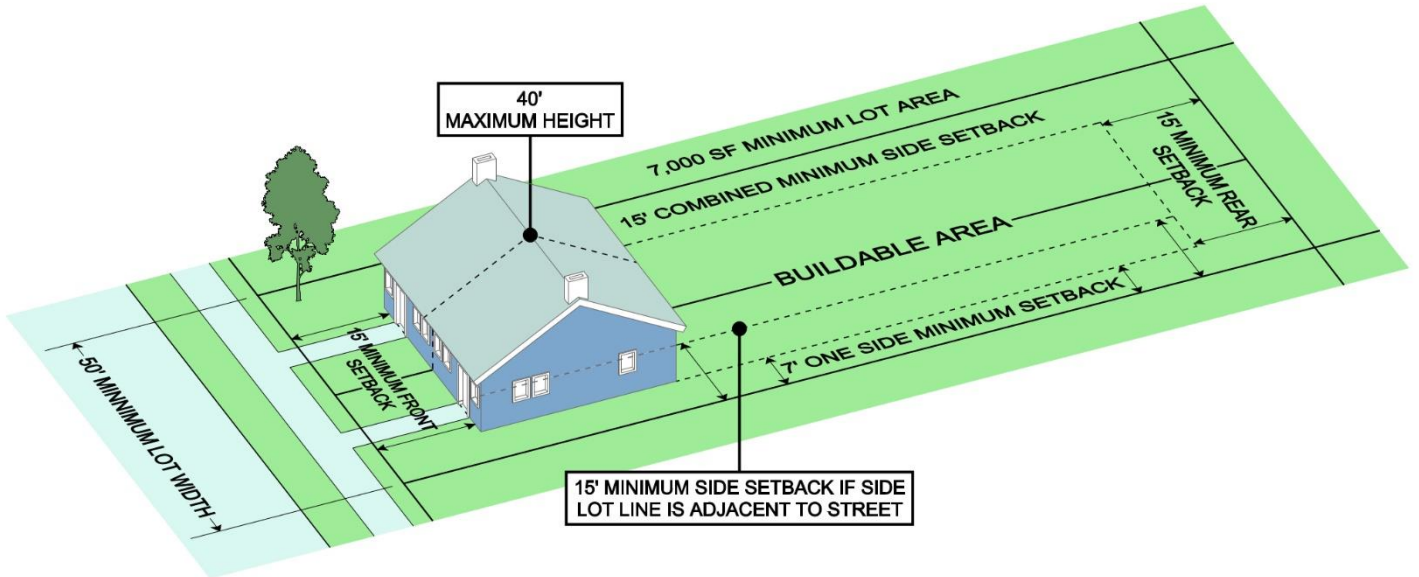 40'
MAXIMUM HEIGHT
7,000 SF MINIMUM LOT AREA
15' COMBINED MINIMUM SIDE SETBACK
15' MINIMUM REAR
SETBACK
BUILDABLE AREA
7' ONE SIDE MINIMUM SETBACK
15' MINIMUM FRONT
SETBACK
50' MINNIMUM LOT WIDTH
15' MINIMUM SIDE SETBACK IF SIDE
LOT LINE IS ADJACENT TO STREET